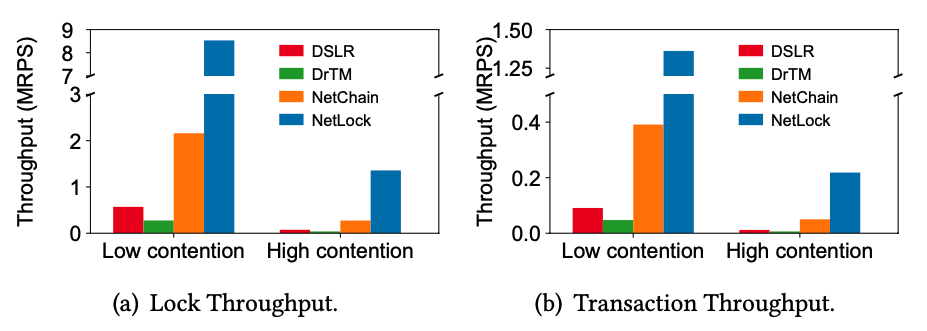 Throughput (MRPS)
9
8
7
3
2
1
0
DSLR
DrTM
NetChain
NetLock
Low contention High contention
(a) Lock Throughput.
Throughput (MRPS)
1.50
1.25
0.4
0.2
0.0
DSLR
DrTM
NetChain
NetLock
Low contention High contention
(b) Transaction Throughput.